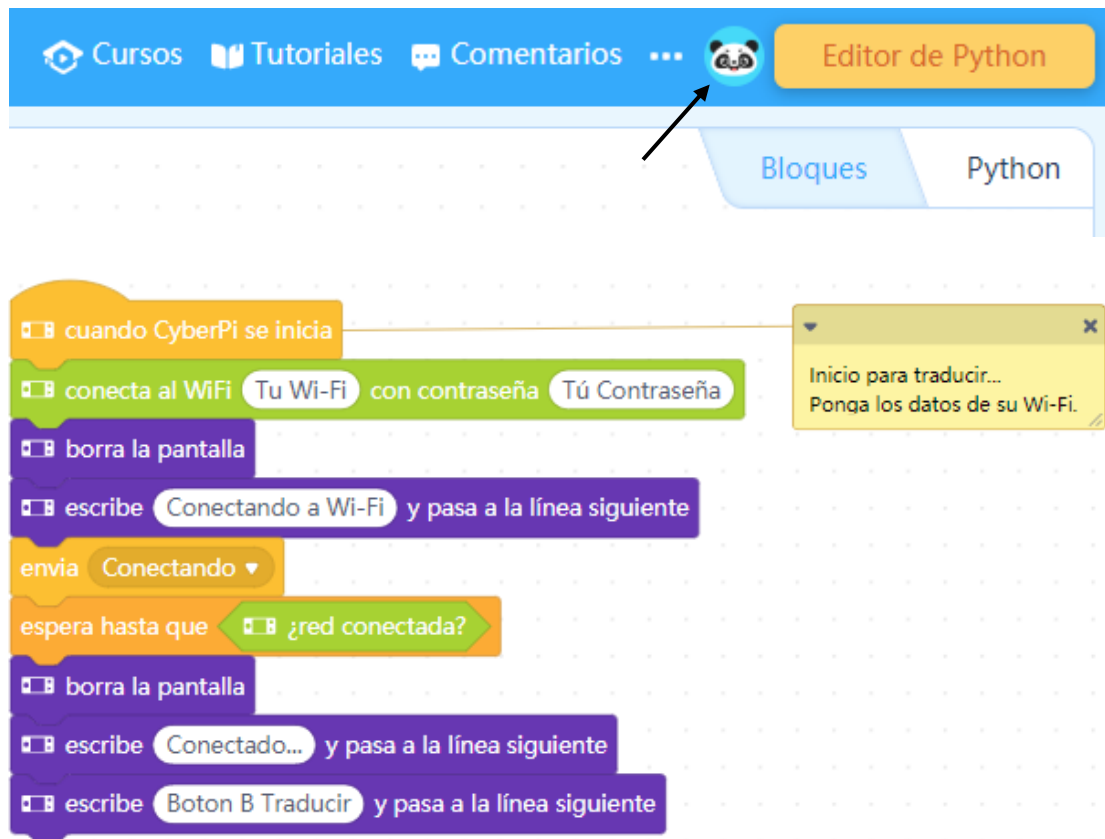 Cursos Tutoriales Comentarios ... Editor de Python
Bloques Python
cuando CyberPi se inicia
Inicio para traducir...
Ponga los datos de su Wi-Fi.
conecta al WiFi Tu Wi-Fi con contraseña Tú Contraseña
borra la pantalla
escribe Conectando a Wi-Fi y pasa a la línea siguiente
envia Conectando
espera hasta que ¿red conectada?
borra la pantalla
escribe Conectado... y pasa a la línea siguiente
escribe Boton B Traducir y pasa a la línea siguiente